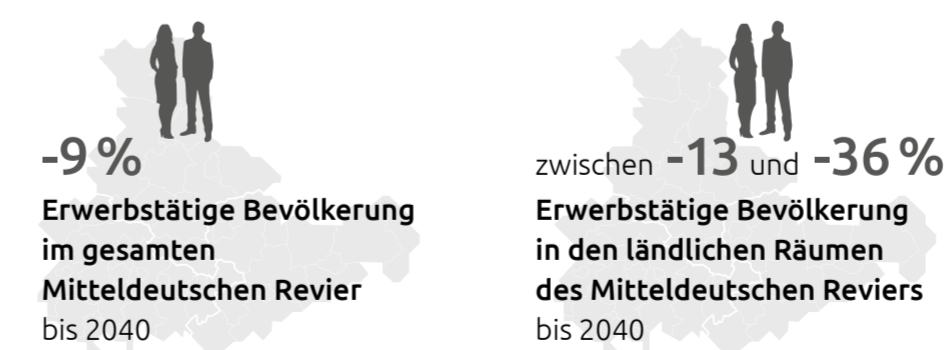 -9 %
Erwerbstätige Bevölkerung
im gesamten
Mitteldeutschen Revier
bis 2040
zwischen -13 und -36 %
Erwerbstätige Bevölkerung
in den ländlichen Räumen
des Mitteldeutschen Reviers
bis 2040